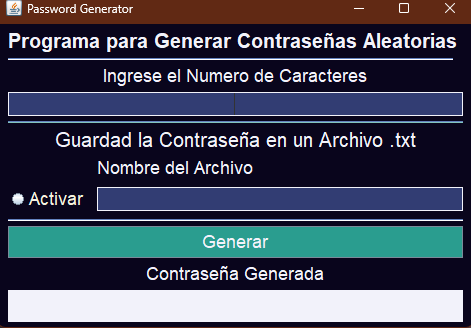 Password Generator
Programa para Generar Contraseñas Aleatorias
Ingrese el Numero de Caracteres
Guardad la Contraseña en un Archivo .txt
Nombre del Archivo
Activar
Generar
Contraseña Generada